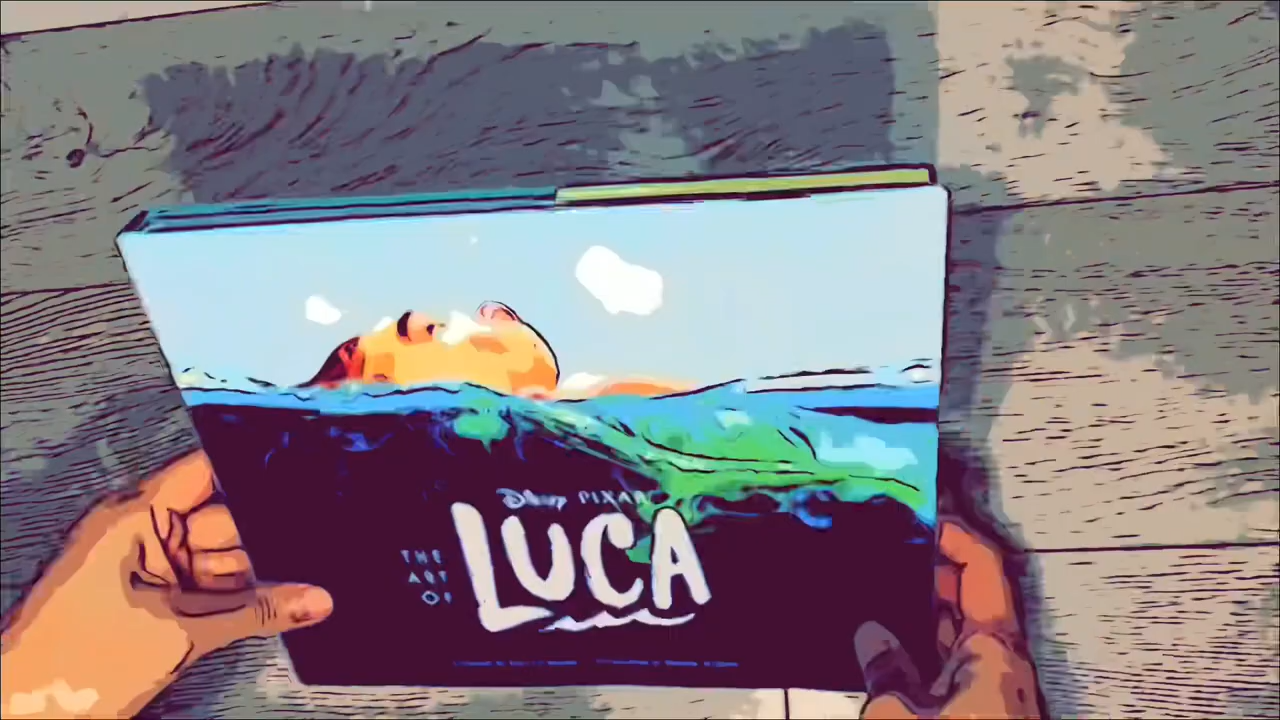 Disney PIXAR
THE
ART
OF
LUCA